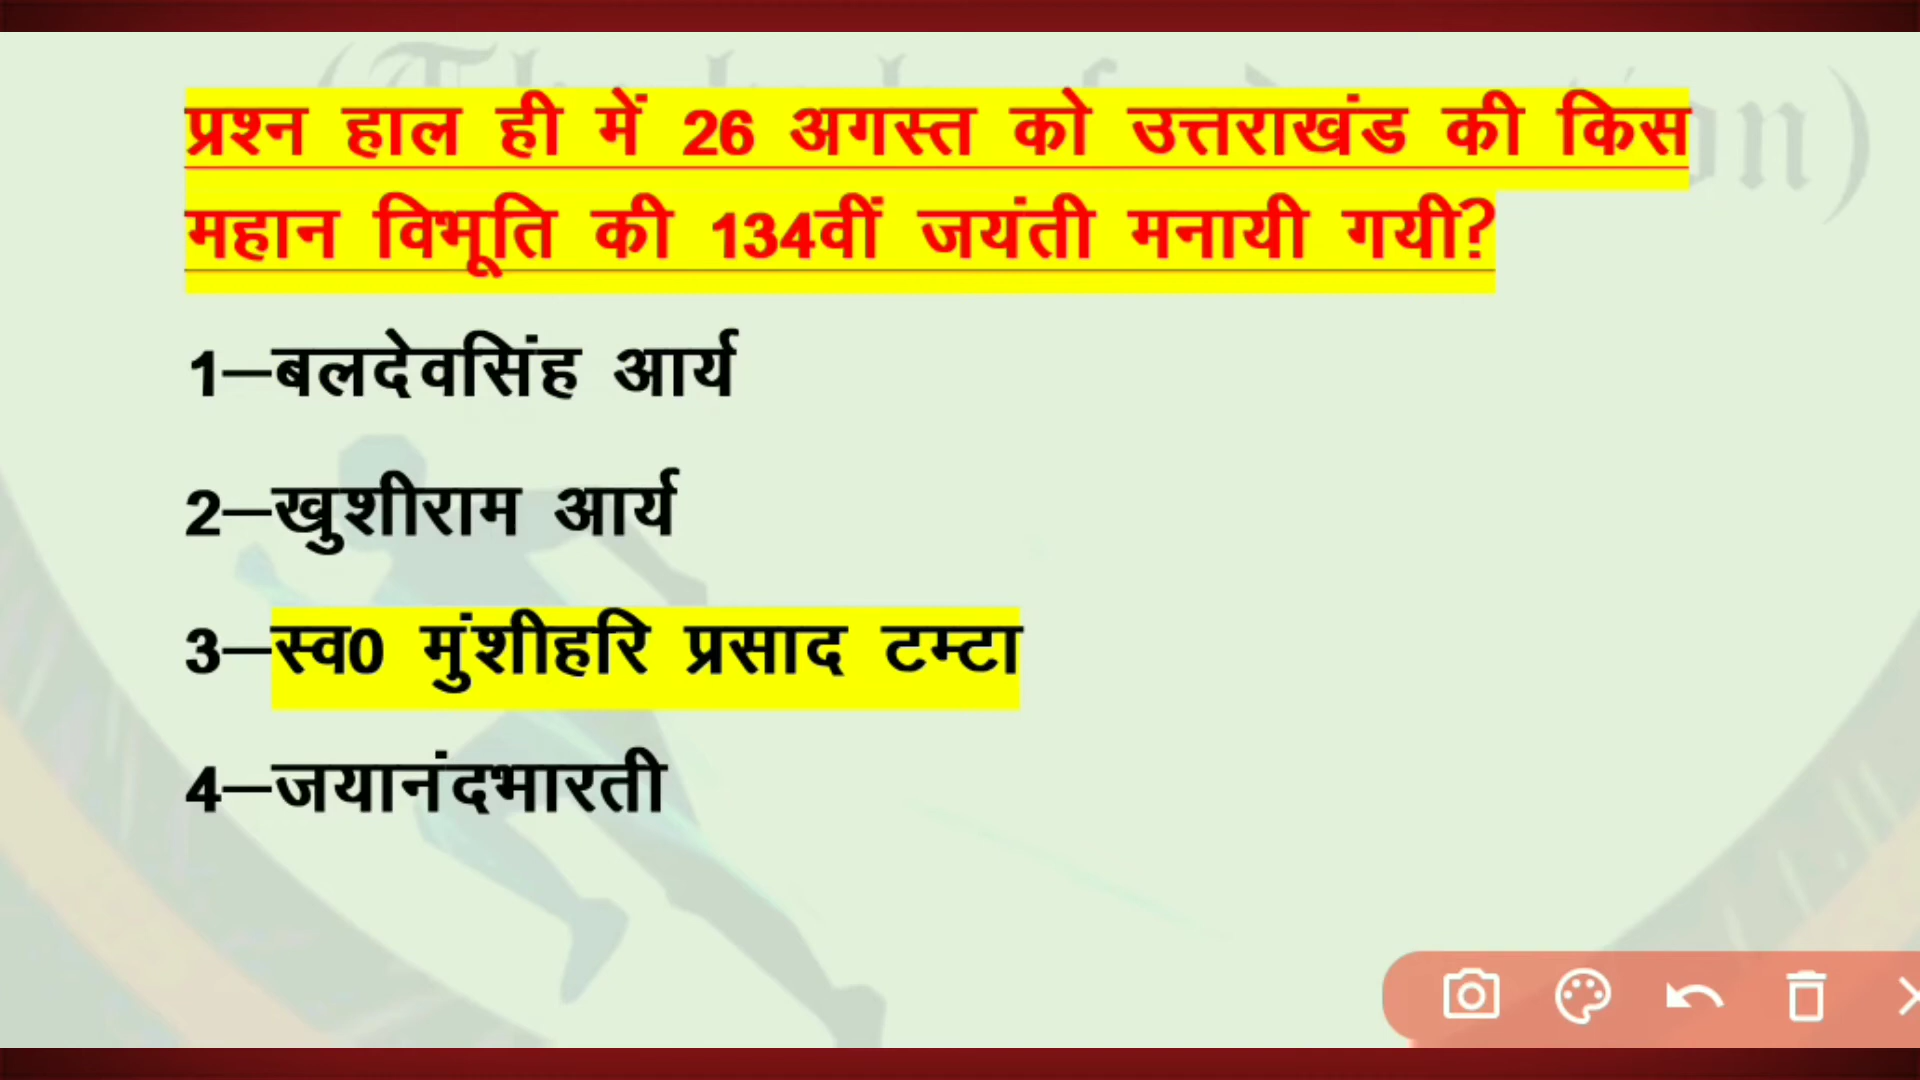 प्रश्न हाल ही में 26 अगस्त को उत्तराखंड की किस
महान विभूति की 134वीं जयंती मनायी गयी?
1–बलदेवसिंह आर्य
2–खुशीराम आर्य
3–स्व0 मुंशीहरि प्रसाद टम्टा
4–जयानंदभारती